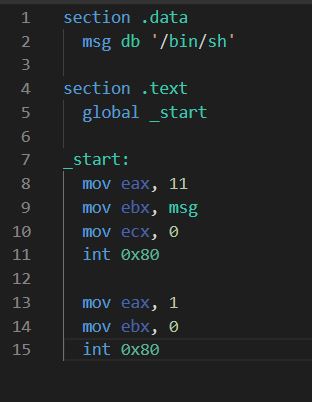 1 section .data
2 msg db '/bin/sh'
3
4 section .text
5 global _start
6
7 _start:
8 mov eax, 11
9 mov ebx, msg
10 mov ecx, 0
11 int 0x80
12
13 mov eax, 1
14 mov ebx, 0
15 int 0x80